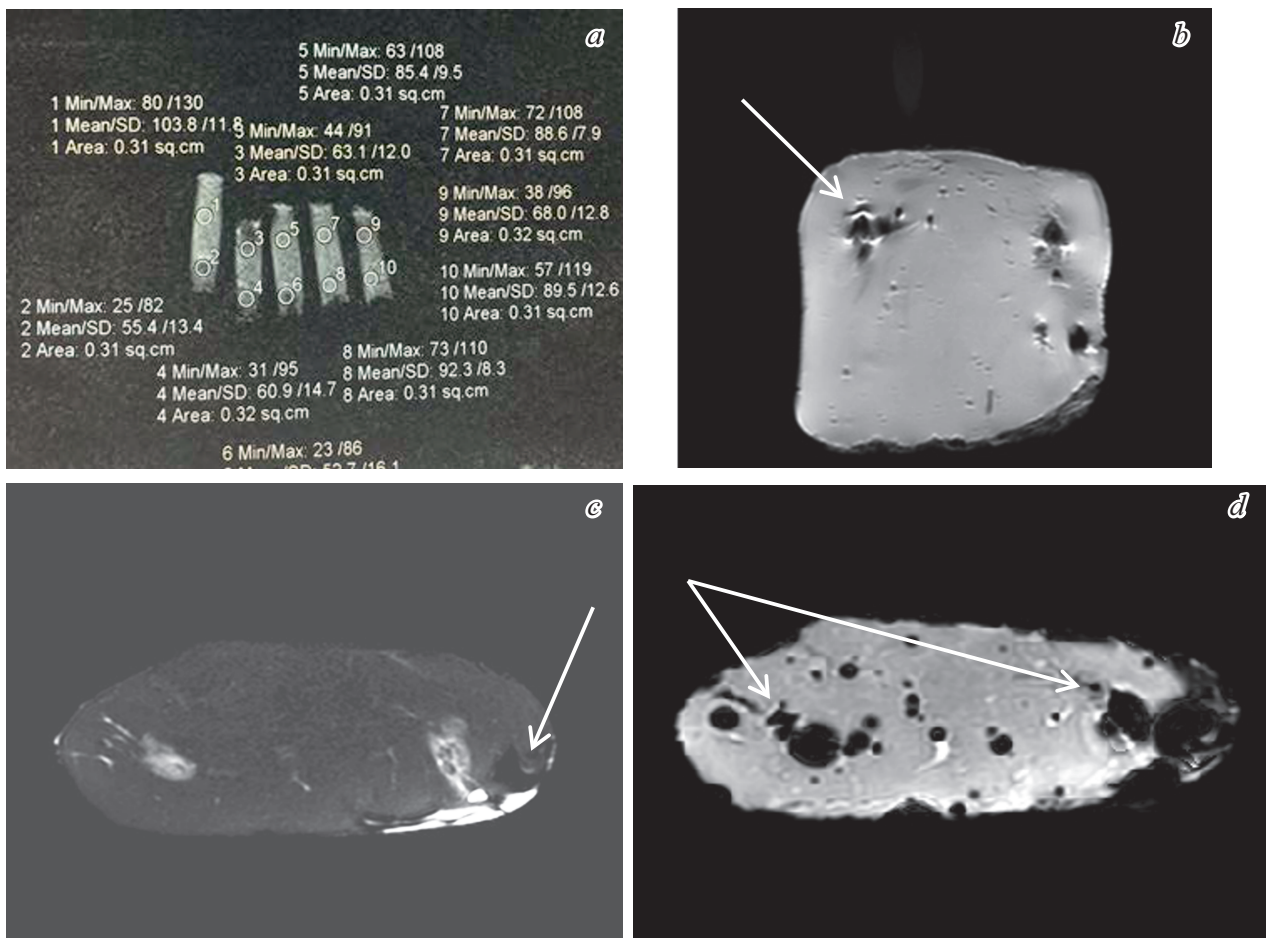 a
5 Min/Max: 63 /108
5 Mean/SD: 85.4 /9.5
5 Area: 0.31 sq.cm
1 Min/Max: 80 /130
1 Mean/SD: 103.8 /11.8
1 Area: 0.31 sq.cm
3 Min/Max: 44 /91
3 Mean/SD: 63.1 /12.0
3 Area: 0.31 sq.cm
7 Min/Max: 72 /108
7 Mean/SD: 88.6 /7.9
7 Area: 0.31 sq.cm
9 Min/Max: 38 /96
9 Mean/SD: 68.0 /12.8
9 Area: 0.32 sq.cm
1
2
3
4
5
6
7
8
9
10
10 Min/Max: 57 /119
10 Mean/SD: 89.5 /12.6
10 Area: 0.31 sq.cm
2 Min/Max: 25 /82
2 Mean/SD: 55.4 /13.4
2 Area: 0.31 sq.cm
4 Min/Max: 31 /95
4 Mean/SD: 60.9 /14.7
4 Area: 0.32 sq.cm
8 Min/Max: 73 /110
8 Mean/SD: 92.3 /8.3
8 Area: 0.31 sq.cm
6 Min/Max: 23 /86
b
c
d